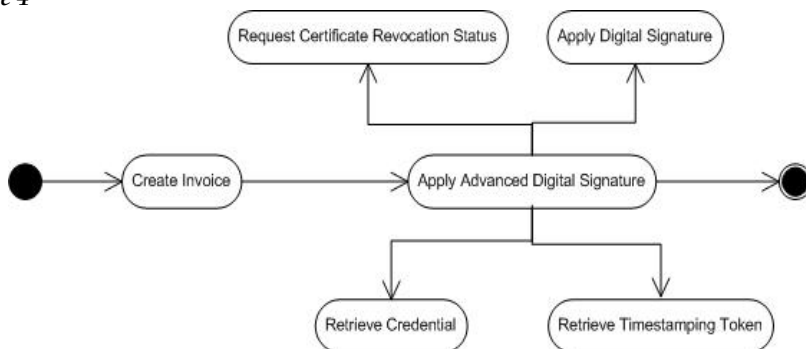 Request Certificate Revocation Status
Apply Digital Signature
Create Invoice
Apply Advanced Digital Signature
Retrieve Credential
Retrieve Timestamping Token